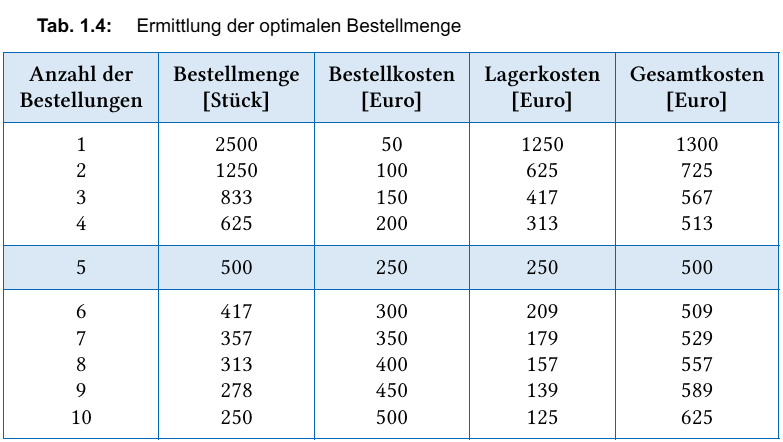 Tab. 1.4: Ermittlung der optimalen Bestellmenge
Anzahl der Bestellungen Bestellmenge [Stück] Bestellkosten [Euro] Lagerkosten [Euro] Gesamtkosten [Euro]
1 2500 50 1250 1300
2 1250 100 625 725
3 833 150 417 567
4 625 200 313 513
5 500 250 250 500
6 417 300 209 509
7 357 350 179 529
8 313 400 157 557
9 278 450 139 589
10 250 500 125 625